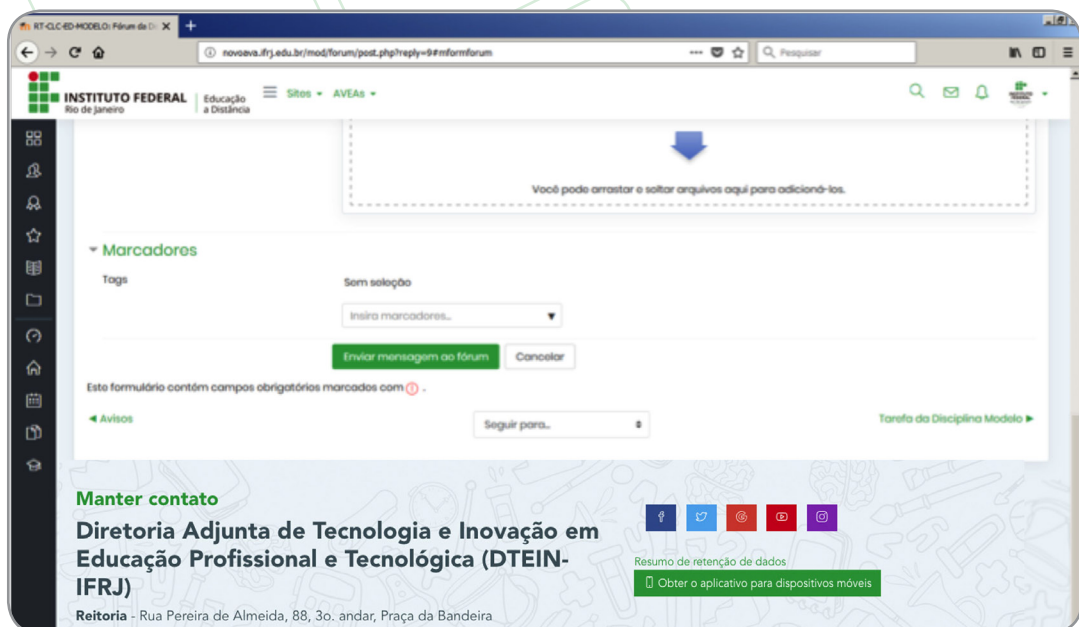 RT-CLC-ED-MODELO: Fórum da Di
novoava.ifrj.edu.br/mod/forum/post.php?reply=9#mformforum
Pesquisar
INSTITUTO FEDERAL
Rio de Janeiro
Educação
a Distância
Sites
AVEAs
Você pode arrastar e soltar arquivos aqui para adicioná-los.
Marcadores
Tags
Sem seleção
Insira marcadores...
Enviar mensagem ao fórum
Cancelar
Este formulário contém campos obrigatórios marcados com .
◄ Avisos
Seguir para...
Tarefa da Disciplina Modelo ►
Manter contato
Diretoria Adjunta de Tecnologia e Inovação em
Educação Profissional e Tecnológica (DTEIN-
IFRJ)
Reitoria - Rua Pereira de Almeida, 88, 3o. andar, Praça da Bandeira
Resumo de retenção de dados
Obter o aplicativo para dispositivos móveis